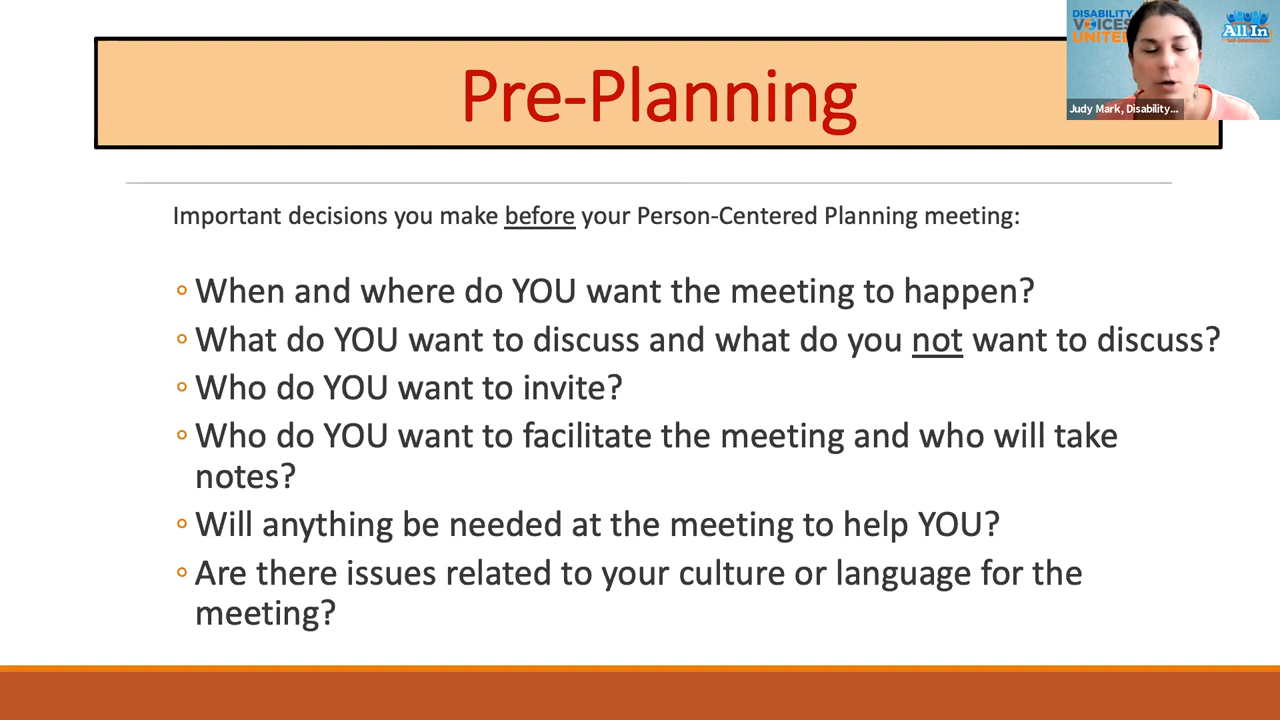 Pre-Planning
DISABILITY
VOICES
UNITED
All In
Judy Mark, Disability...
Important decisions you make before your Person-Centered Planning meeting:
◦ When and where do YOU want the meeting to happen?
◦ What do YOU want to discuss and what do you not want to discuss?
◦ Who do YOU want to invite?
◦ Who do YOU want to facilitate the meeting and who will take
notes?
◦ Will anything be needed at the meeting to help YOU?
◦ Are there issues related to your culture or language for the
meeting?